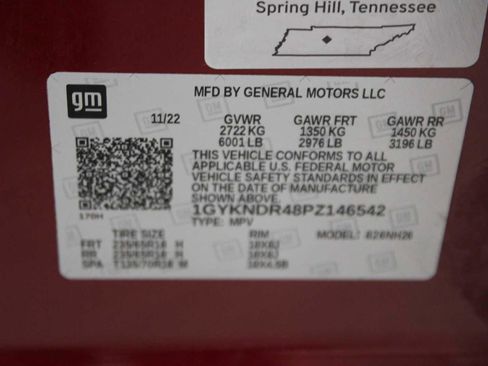 Spring Hill, Tennessee
gm
MFD BY GENERAL MOTORS LLC
11/22 GVWR GAWR FRT GAWR RR
2722 KG 1350 KG 1450 KG
6001 LB 2976 LB 3196 LB
THIS VEHICLE CONFORMS TO ALL
APPLICABLE U.S. FEDERAL MOTOR
VEHICLE SAFETY STANDARDS IN EFFECT
ON THE DATE OF MANUFACTURE
SHOWN ABOVE.
1GYKNDR48PZ146542
TYPE: MPV MODEL: 626NH26
TIRE SIZE RIM
FRT 235/65R18 H 18X8J
RR 235/65R18 H 18X8J
SPA